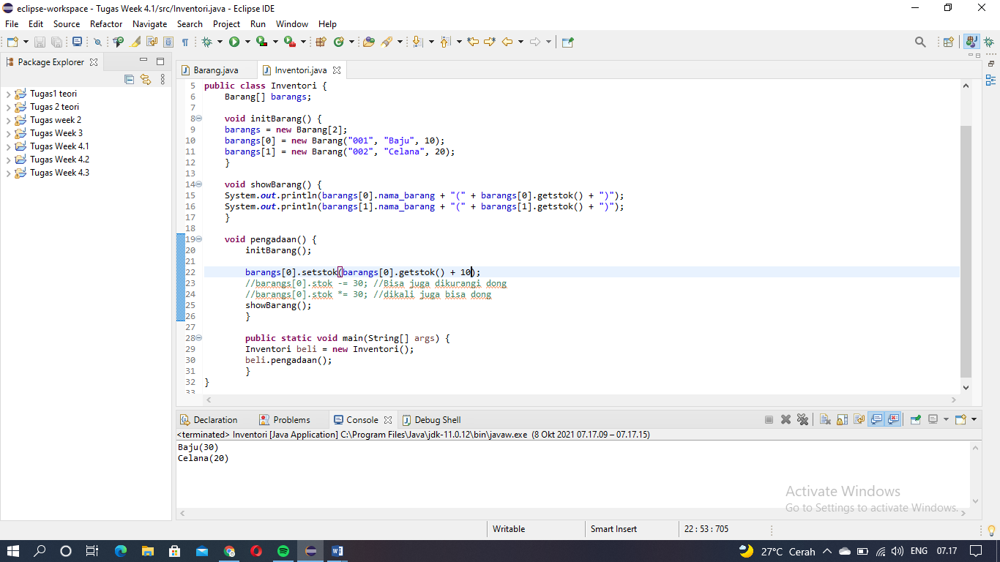 eclipse-workspace - Tugas Week 4.1/src/Inventori.java - Eclipse IDE
File Edit Source Refactor Navigate Search Project Run Window Help
Package Explorer
Tugas1 teori
Tugas 2 teori
Tugas week 2
Tugas Week 3
Tugas Week 4.1
Tugas Week 4.2
Tugas Week 4.3
Barang.java Inventori.java
5 public class Inventori {
6 Barang[] barangs;
7
8 void initBarang() {
9 barangs = new Barang[2];
10 barangs[0] = new Barang("001", "Baju", 10);
11 barangs[1] = new Barang("002", "Celana", 20);
12 }
13
14 void showBarang() {
15 System.out.println(barangs[0].nama_barang + "(" + barangs[0].getstok() + ")");
16 System.out.println(barangs[1].nama_barang + "(" + barangs[1].getstok() + ")");
17 }
18
19 void pengadaan() {
20 initBarang();
21
22 barangs[0].setstok(barangs[0].getstok() + 10);
23 //barangs[0].stok -= 30; //Bisa juga dikurangi dong
24 //barangs[0].stok *= 30; //dikali juga bisa dong
25 showBarang();
26 }
27
28 public static void main(String[] args) {
29 Inventori beli = new Inventori();
30 beli.pengadaan();
31 }
32 }
33
Declaration Problems Console Debug Shell
<terminated> Inventori [Java Application] C:\Program Files\Java\jdk-11.0.12\bin\javaw.exe (8 Okt 2021 07.17.09 – 07.17.15)
Baju(30)
Celana(20)
Activate Windows
Go to Settings to activate Windows.
Writable Smart Insert 22 : 53 : 705
27°C Cerah ENG 07.17